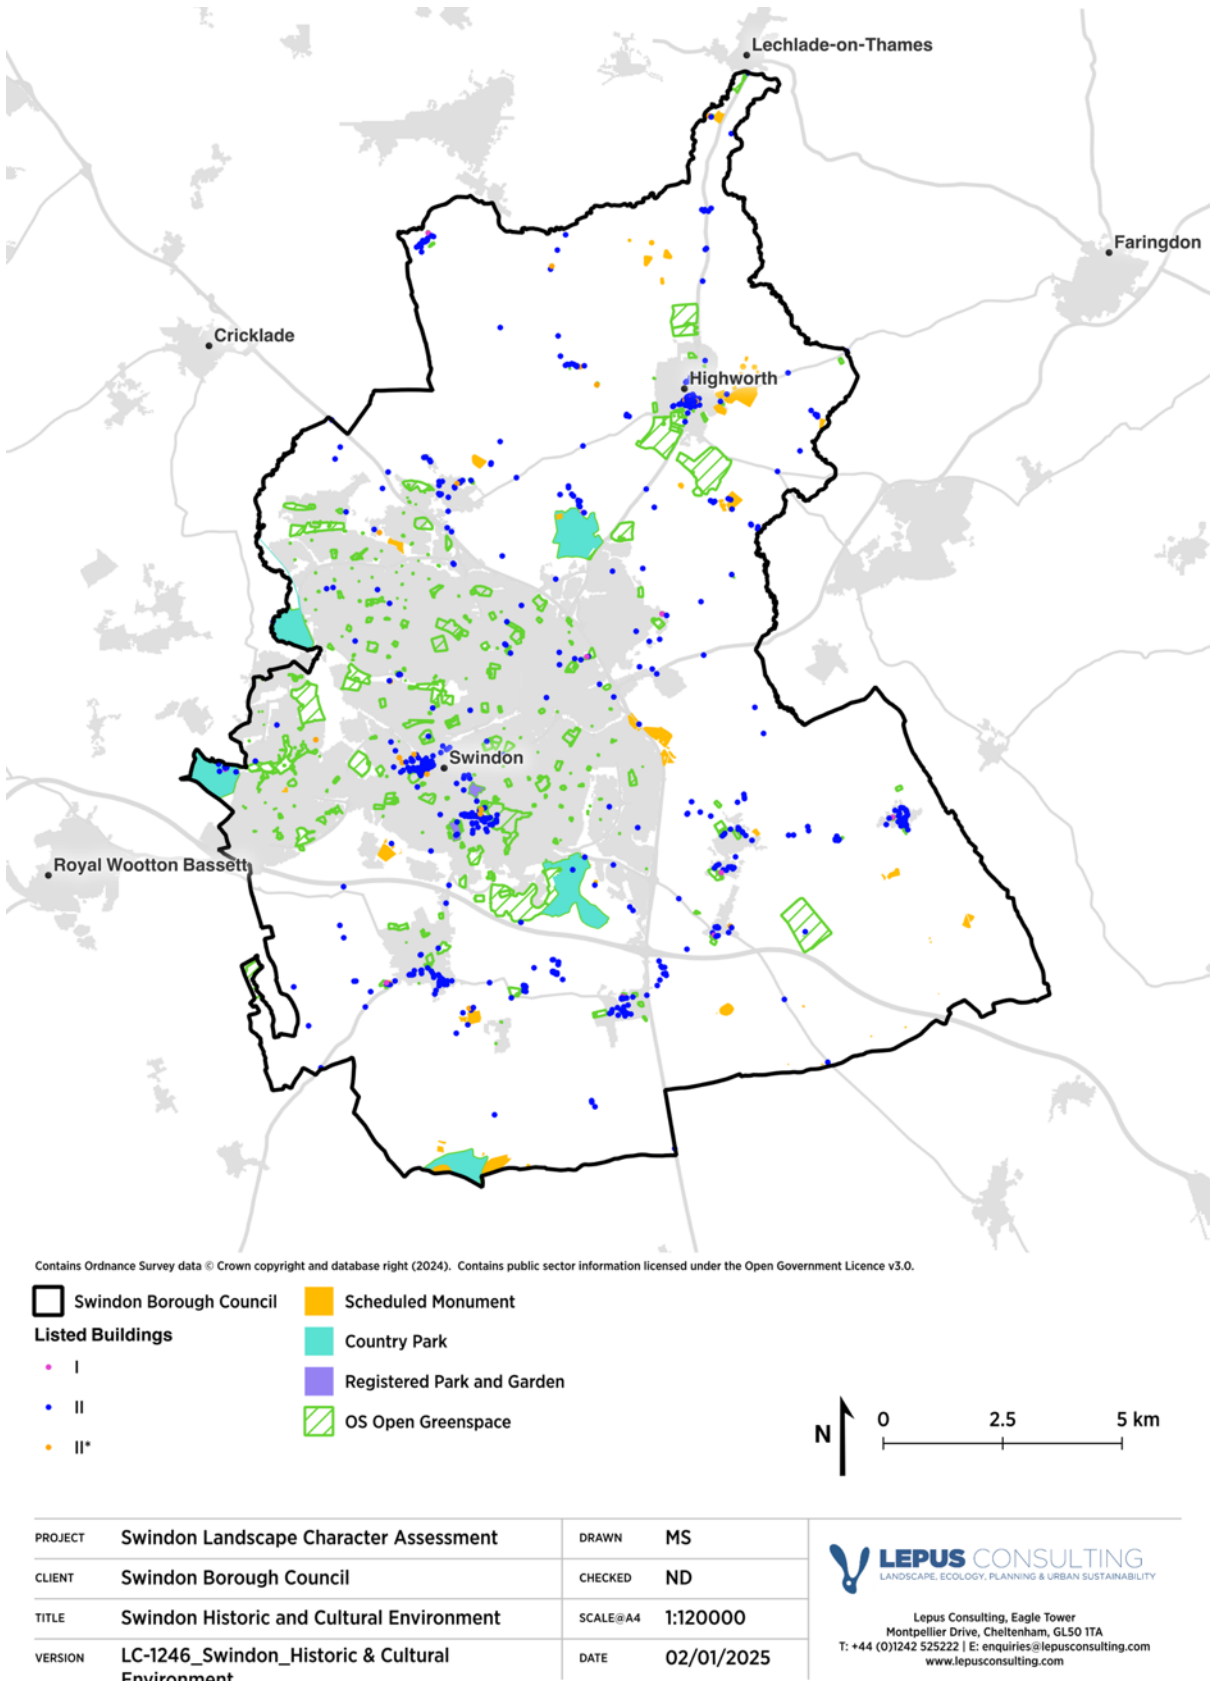 Lechlade-on-Thames
Faringdon
Cricklade
Highworth
Swindon
Royal Wootton Bassett
Contains Ordnance Survey data © Crown copyright and database right (2024). Contains public sector information licensed under the Open Government Licence v3.0.
Swindon Borough Council
Listed Buildings
I
II
II*
Scheduled Monument
Country Park
Registered Park and Garden
OS Open Greenspace
N
0 2.5 5 km
PROJECT Swindon Landscape Character Assessment
CLIENT Swindon Borough Council
TITLE Swindon Historic and Cultural Environment
VERSION LC-1246_Swindon_Historic & Cultural
Environment
DRAWN MS
CHECKED ND
SCALE@A4 1:120000
DATE 02/01/2025
LEPUS CONSULTING
LANDSCAPE, ECOLOGY, PLANNING & URBAN SUSTAINABILITY
Lepus Consulting, Eagle Tower
Montpellier Drive, Cheltenham, GL50 1TA
T: +44 (0)1242 525222 | E: enquiries@lepusconsulting.com
www.lepusconsulting.com